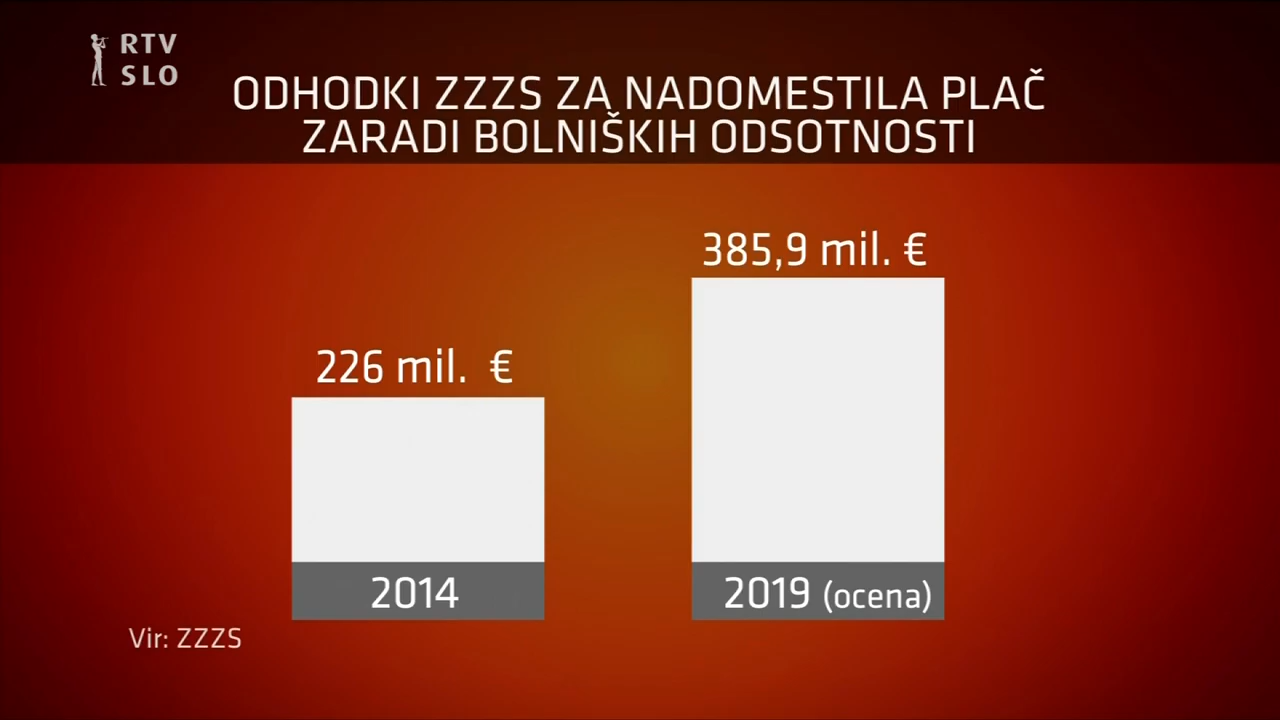 RTV
SLO
ODHODKI ZZZS ZA NADOMESTILA PLAČ
ZARADI BOLNIŠKIH ODSOTNOSTI
385,9 mil. €
226 mil. €
2014
2019 (ocena)
Vir: ZZZS